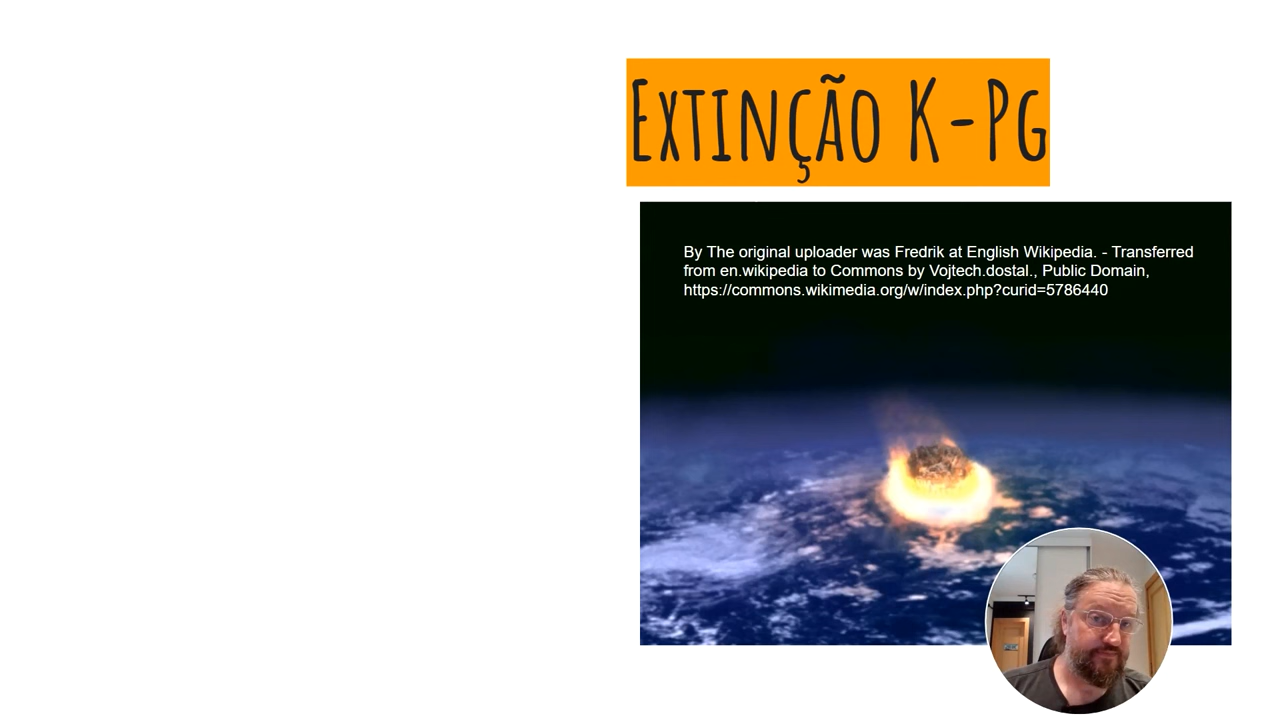 Extinção K-Pg
By The original uploader was Fredrik at English Wikipedia. - Transferred
from en.wikipedia to Commons by Vojtech.dostal., Public Domain,
https://commons.wikimedia.org/w/index.php?curid=5786440